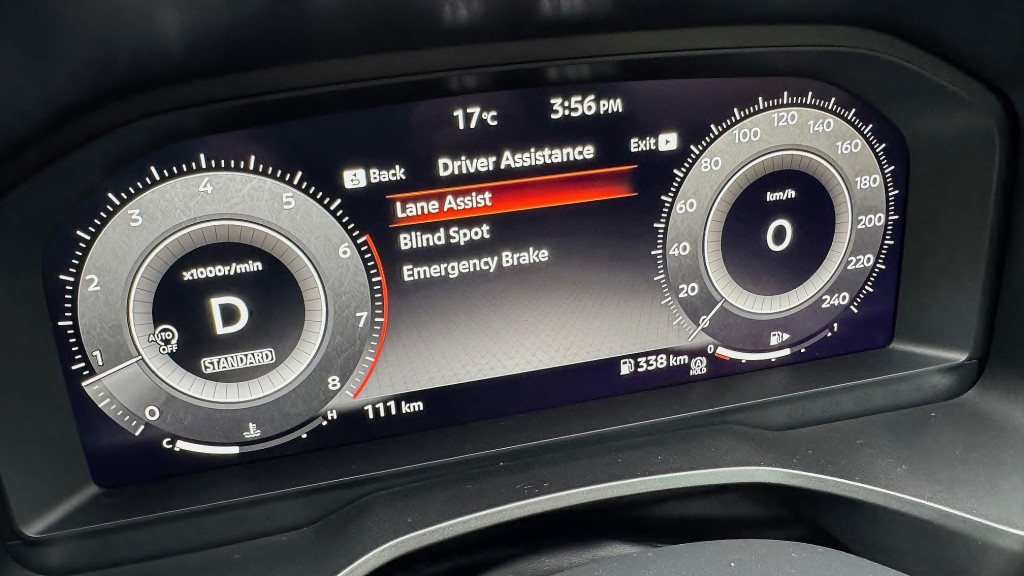 17°C 3:56 PM
Back Driver Assistance Exit
Lane Assist
Blind Spot
Emergency Brake
0 1 2 3 4 5 6 7 8
x1000r/min
D
AUTO
OFF
STANDARD
C H
0 20 40 60 80 100 120 140 160 180 200 220 240
km/h
0
0 1
111 km
338 km
A
HOLD